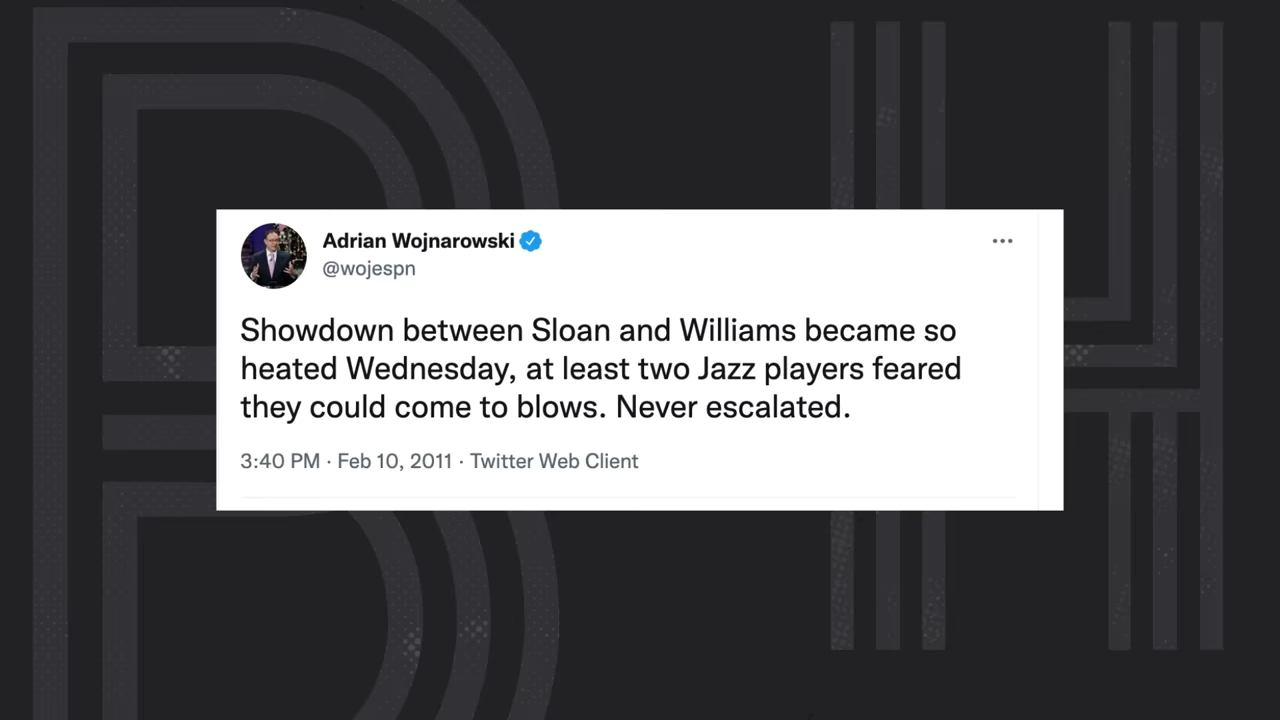 Adrian Wojnarowski
@wojespn
Showdown between Sloan and Williams became so
heated Wednesday, at least two Jazz players feared
they could come to blows. Never escalated.
3:40 PM · Feb 10, 2011 · Twitter Web Client